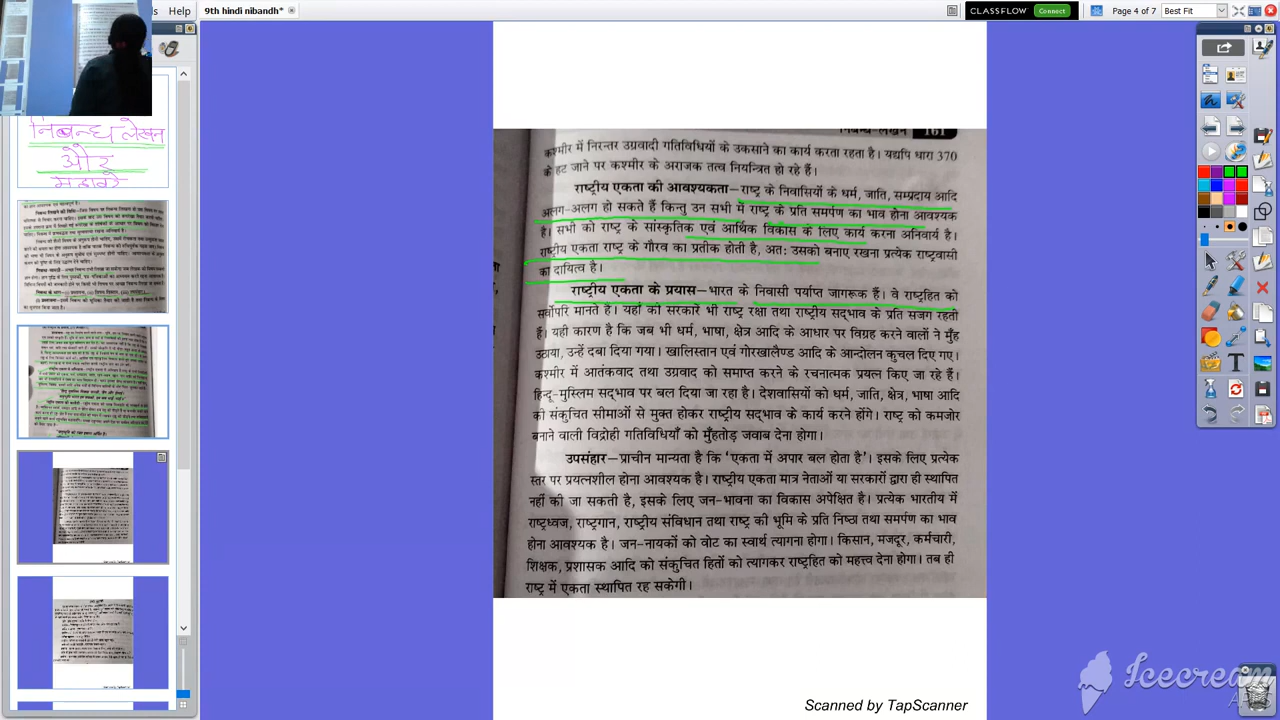 ls Help
9th hindi nibandh*
CLASSFLOW Connect
Page 4 of 7
Best Fit
निबन्ध लेखन
और
मुहावरे
निबन्ध-लेखन 161
कश्मीर में निरन्तर उग्रवादी गतिविधियों के उकसाने का कार्य करता रहता है। यद्यपि धारा 370
हट जाने पर कश्मीर के अराजक तत्व नियन्त्रित हो रहे हैं।
राष्ट्रीय एकता की आवश्यकता—राष्ट्र के निवासियों के धर्म, जाति, सम्प्रदाय आदि
अलग-अलग हो सकते हैं किन्तु उन सभी में राष्ट्र के प्रति समर्पण का भाव होना आवश्यक
है। सभी को राष्ट्र के सांस्कृतिक एवं आर्थिक विकास के लिए कार्य करना अनिवार्य है।
राष्ट्रीय एकता राष्ट्र के गौरव का प्रतीक होती है, अतः उसको बनाए रखना प्रत्येक राष्ट्रवासी
का दायित्व है।
राष्ट्रीय एकता के प्रयास—भारत के निवासी पर्याप्त जागरूक हैं। वे राष्ट्रहित को
सर्वोपरि मानते हैं। यहाँ की सरकारें भी राष्ट्र रक्षा तथा राष्ट्रीय सद्भाव के प्रति सजग रहती
हैं। यही कारण है कि जब भी धर्म, भाषा, क्षेत्र आदि के आधार पर विग्रह करने वालों ने मुँह
उठाया, उन्हें दबा दिया गया। खालिस्तान एवं गोरखालैण्ड आदि के आन्दोलन कुचल दिए गए।
कश्मीर में आतंकवाद तथा उग्रवाद को समाप्त करने के भयानक प्रयत्न किए जा रहे हैं।
हिन्दू-मुस्लिम सद्भाव पर बल दिया जा रहा है। देशवासियों को धर्म, जाति, क्षेत्र, भाषा आदि
की संकुचित सीमाओं से मुक्त होकर राष्ट्रीय सद्भाव के कार्य करने होंगे। राष्ट्र को कमजोर
बनाने वाली विद्रोही गतिविधियों को मुँहतोड़ जवाब देना होगा।
उपसंहार—प्राचीन मान्यता है कि 'एकता में अपार बल होता है'। इसके लिए प्रत्येक
स्तर पर प्रयत्नशील होना आवश्यक है। राष्ट्रीय एकता मात्र नेताओं या सरकारों द्वारा ही स्थापित
नहीं की जा सकती है, इसके लिए जन-भावना का विकास अपेक्षित है। प्रत्येक भारतीय में
राष्ट्रध्वज, राष्ट्रगान, राष्ट्रीय संविधान तथा राष्ट्र की भूमि के प्रति निष्ठा तथा समर्पण का भाव
होना आवश्यक है। जन-नायकों को वोट का स्वार्थ त्यागना होगा। किसान, मजदूर, कर्मचारी,
शिक्षक, प्रशासक आदि को संकुचित हितों को त्यागकर राष्ट्रहित को महत्त्व देना होगा। तब ही
राष्ट्र में एकता स्थापित रह सकेगी।
Scanned by TapScanner
Icecream
APPS